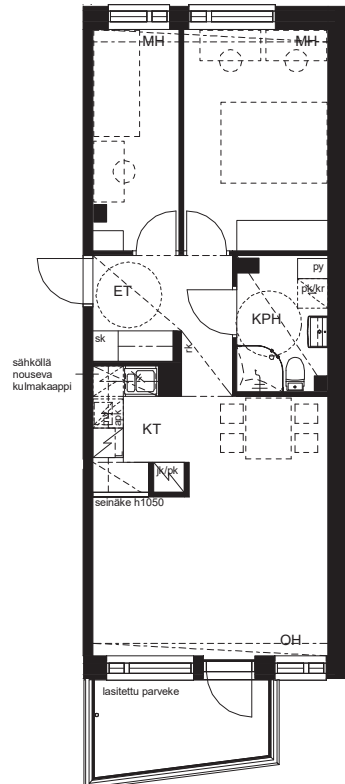 MH
MH
ET
py
pk/kr
KPH
sk
rk
sähköllä
nouseva
kulmakaappi
apk
KT
jk/pk
seinäke h1050
OH
lasitettu parveke